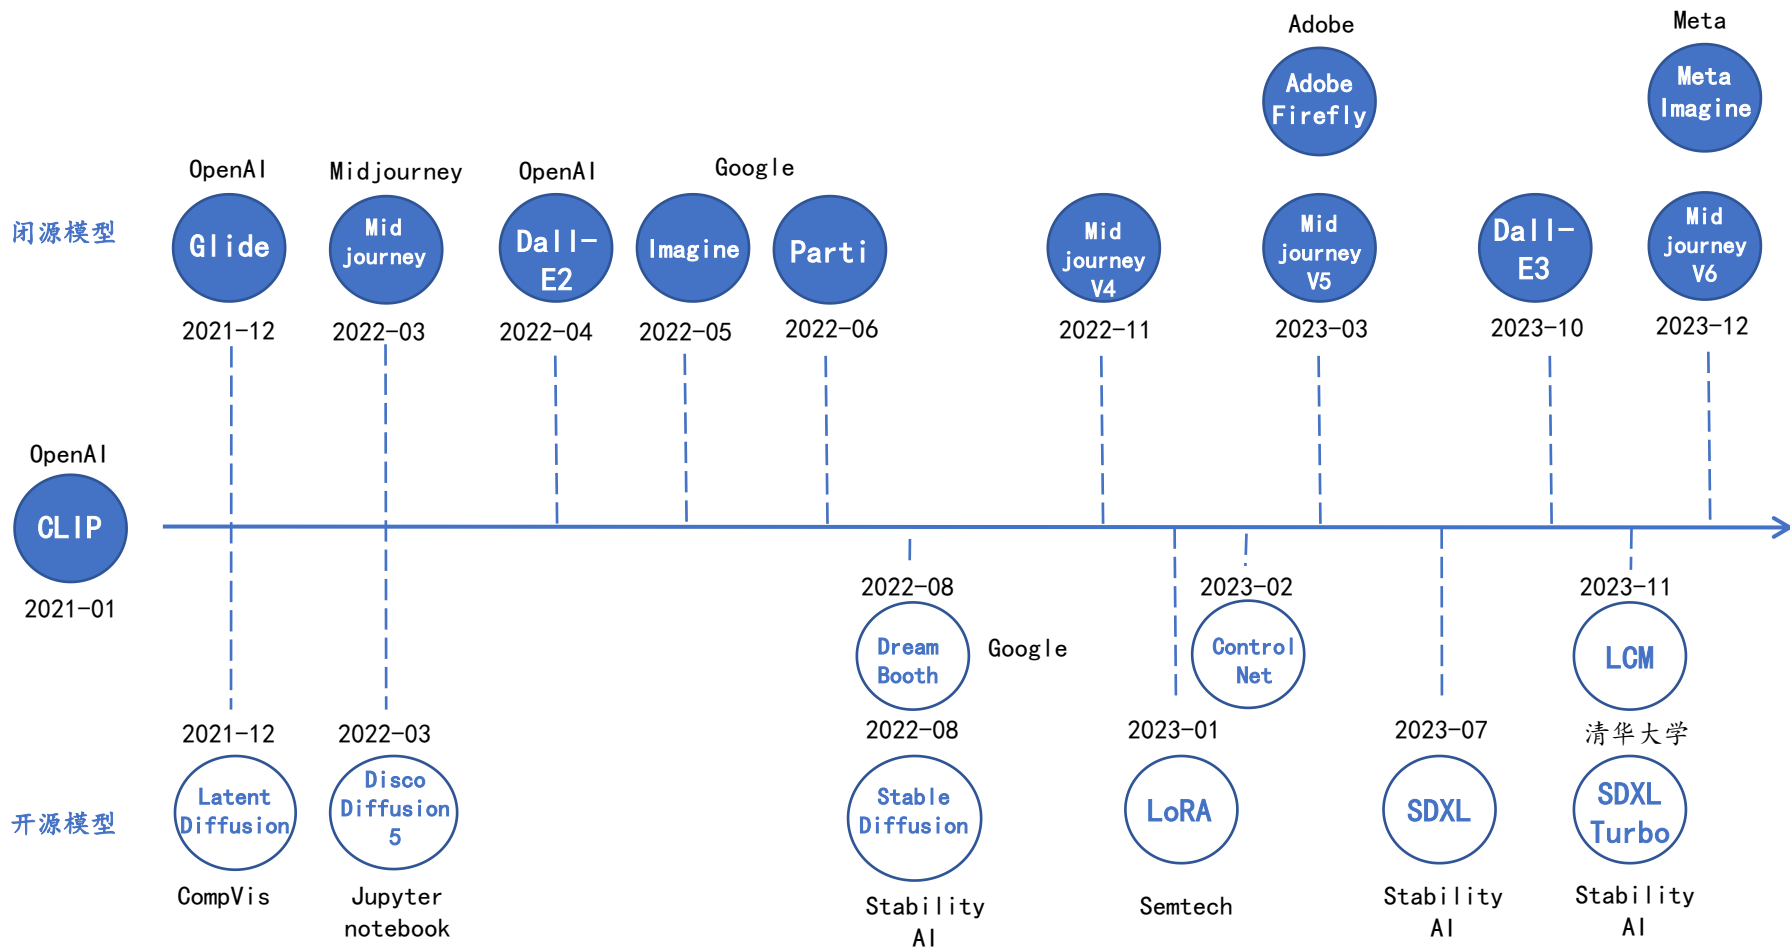 Adobe
Adobe
Firefly
Meta
Meta
Imagine
闭源模型
OpenAI
Glide
2021-12
Midjourney
Mid
journey
2022-03
OpenAI
Dall-
E2
2022-04
Google
Imagine
2022-05
Parti
2022-06
Mid
journey
V4
2022-11
Mid
journey
V5
2023-03
Dall-
E3
2023-10
Mid
journey
V6
2023-12
OpenAI
CLIP
2021-01
2022-08
Dream
Booth
Google
2023-02
Control
Net
2023-11
LCM
清华大学
开源模型
2021-12
Latent
Diffusion
CompVis
2022-03
Disco
Diffusion
5
Jupyter
notebook
2022-08
Stable
Diffusion
Stability
AI
2023-01
LoRA
Semtech
2023-07
SDXL
Stability
AI
SDXL
Turbo
Stability
AI